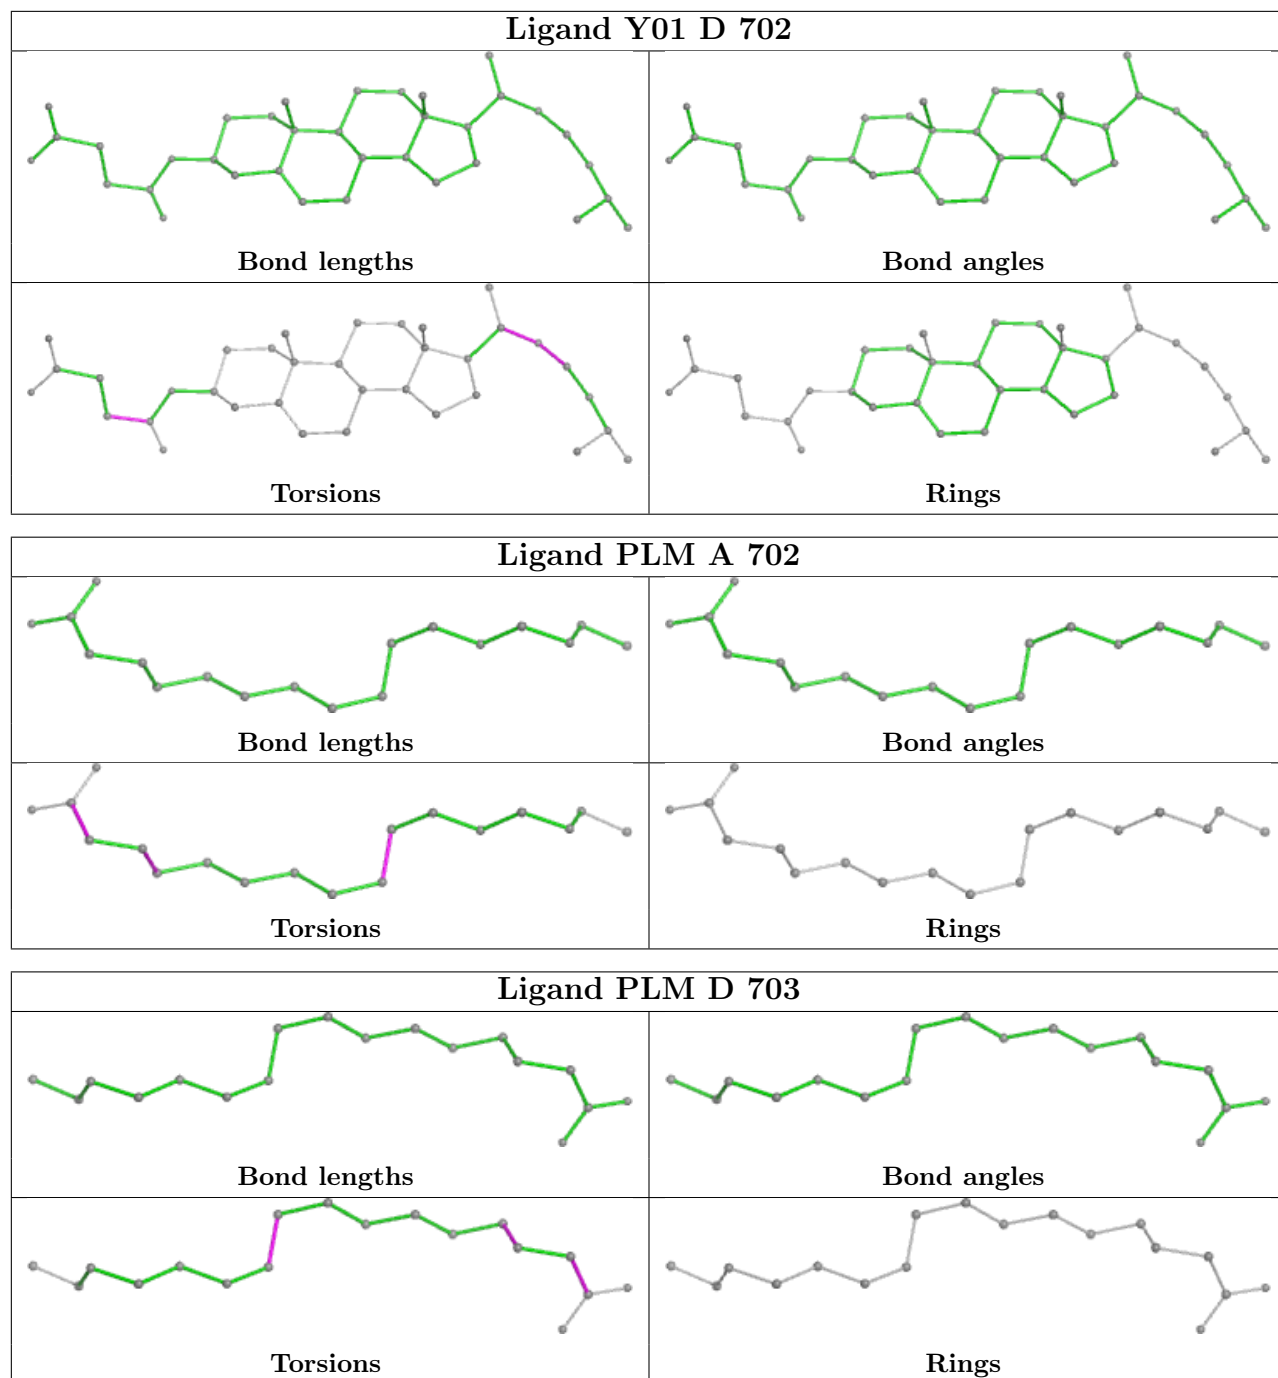 Ligand Y01 D 702
Bond lengths
Bond angles
Torsions
Rings
Ligand PLM A 702
Bond lengths
Bond angles
Torsions
Rings
Ligand PLM D 703
Bond lengths
Bond angles
Torsions
Rings